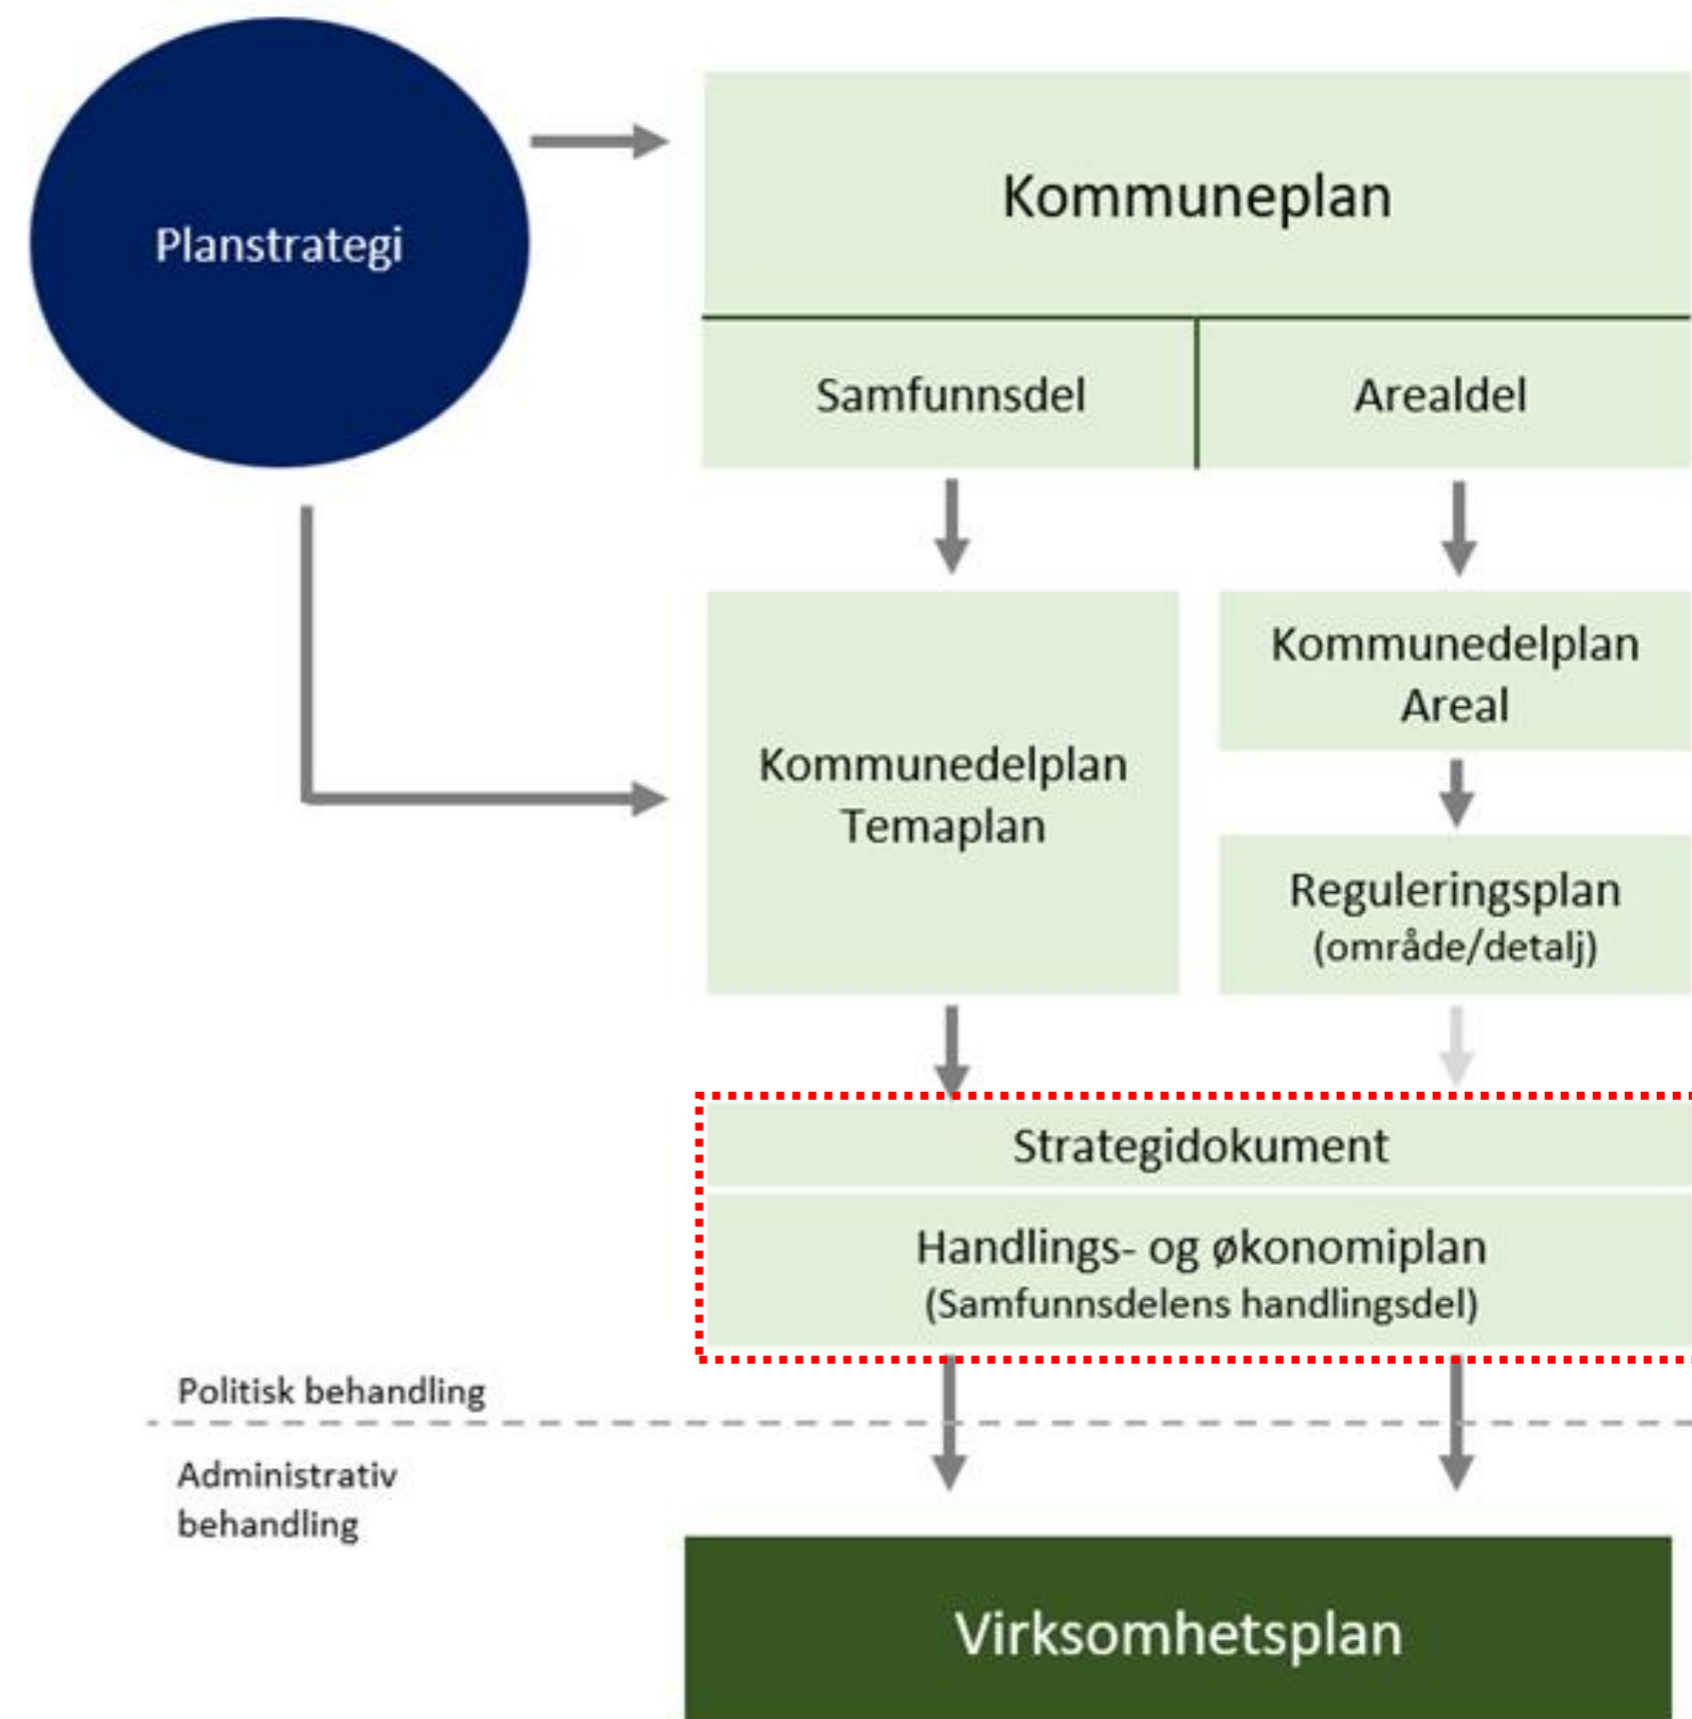 Planstrategi
Kommuneplan
Samfunnsdel
Arealdel
Kommunedelplan
Temaplan
Kommunedelplan
Areal
Reguleringsplan
(område/detalj)
Strategidokument
Handlings- og økonomiplan
(Samfunnsdelens handlingsdel)
Politisk behandling
Administrativ
behandling
Virksomhetsplan